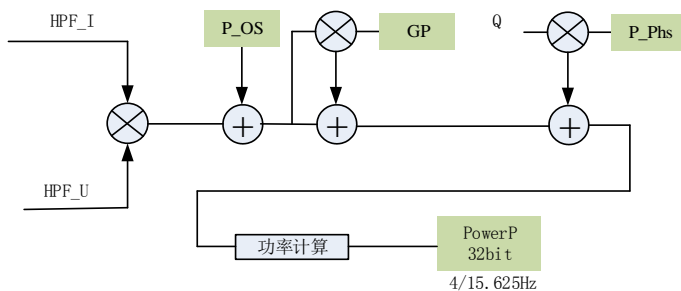 HPF_I
P_OS
GP
Q
P_Phs
HPF_U
功率计算
PowerP
32bit
4/15.625Hz